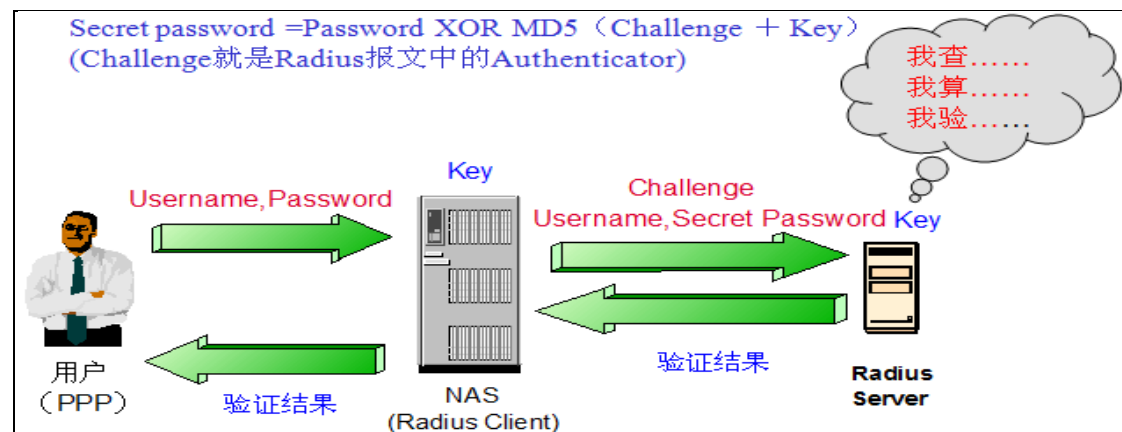 Secret password =Password XOR MD5（Challenge ＋ Key）
(Challenge就是Radius报文中的Authenticator)
我查……
我算……
我验……
Key
Username,Password
Challenge
Username,Secret Password
Key
验证结果
验证结果
用户
（PPP）
NAS
(Radius Client)
Radius
Server